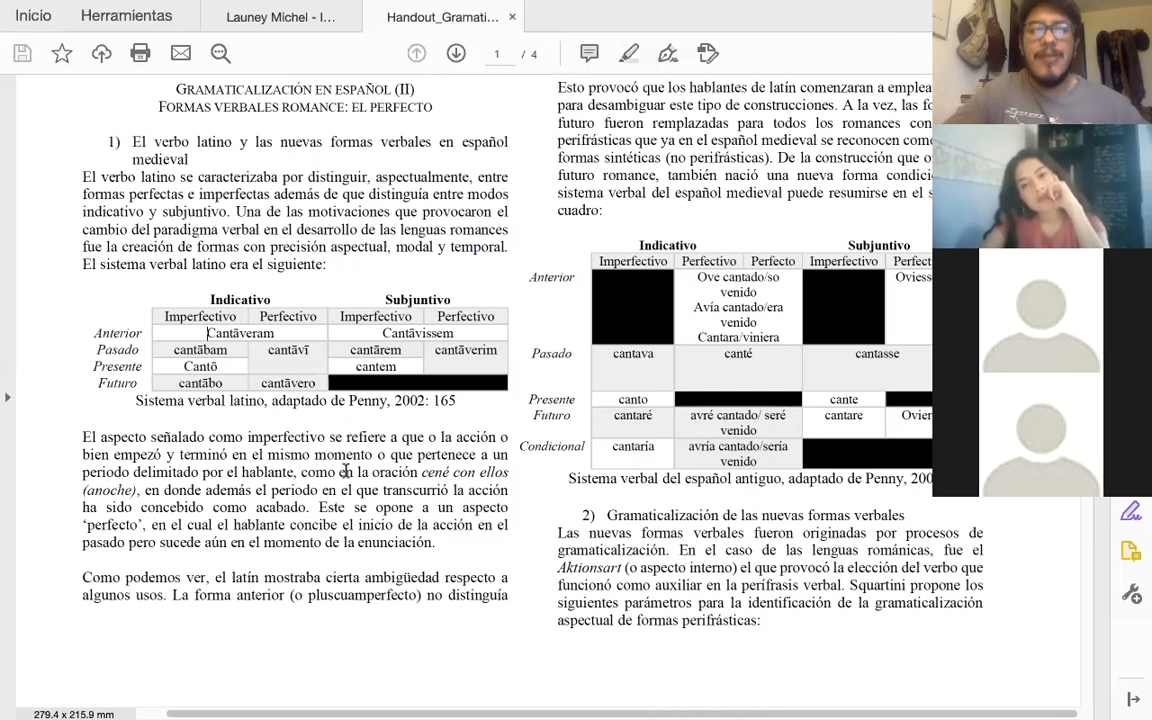 Inicio
Herramientas
Launey Michel - I...
Handout_Gramati...
1 / 4
GRAMATICALIZACIÓN EN ESPAÑOL (II)
FORMAS VERBALES ROMANCE: EL PERFECTO
1) El verbo latino y las nuevas formas verbales en español
medieval
El verbo latino se caracterizaba por distinguir, aspectualmente, entre
formas perfectas e imperfectas además de que distinguía entre modos
indicativo y subjuntivo. Una de las motivaciones que provocaron el
cambio del paradigma verbal en el desarrollo de las lenguas romances
fue la creación de formas con precisión aspectual, modal y temporal.
El sistema verbal latino era el siguiente:
Indicativo Subjuntivo
Imperfectivo Perfectivo Imperfectivo Perfectivo
Anterior Cantāveram Cantāvissem
Pasado cantābam cantāvī cantārem cantāverim
Presente Cantō cantem
Futuro cantābo cantāvero
Sistema verbal latino, adaptado de Penny, 2002: 165
El aspecto señalado como imperfectivo se refiere a que o la acción o
bien empezó y terminó en el mismo momento o que pertenece a un
periodo delimitado por el hablante, como en la oración cené con ellos
(anoche), en donde además el periodo en el que transcurrió la acción
ha sido concebido como acabado. Este se opone a un aspecto
'perfecto', en el cual el hablante concibe el inicio de la acción en el
pasado pero sucede aún en el momento de la enunciación.
Como podemos ver, el latín mostraba cierta ambigüedad respecto a
algunos usos. La forma anterior (o pluscuamperfecto) no distinguía
Esto provocó que los hablantes de latín comenzaran a emplea
para desambiguar este tipo de construcciones. A la vez, las fo
futuro fueron remplazadas para todos los romances con
perifrásticas que ya en el español medieval se reconocen com
formas sintéticas (no perifrásticas). De la construcción que o
futuro romance, también nació una nueva forma condici
sistema verbal del español medieval puede resumirse en el s
cuadro:
Indicativo Subjuntivo
Imperfectivo Perfectivo Perfecto Imperfectivo Perfect
Anterior Ove cantado/so Oviess
venido
Avía cantado/era
venido
Cantara/viniera
Pasado cantava canté cantasse
Presente canto cante
Futuro cantaré avré cantado/ seré cantare Ovier
venido
Condicional cantaría avría cantado/sería
venido
Sistema verbal del español antiguo, adaptado de Penny, 200
2) Gramaticalización de las nuevas formas verbales
Las nuevas formas verbales fueron originadas por procesos de
gramaticalización. En el caso de las lenguas románicas, fue el
Aktionsart (o aspecto interno) el que provocó la elección del verbo que
funcionó como auxiliar en la perífrasis verbal. Squartini propone los
siguientes parámetros para la identificación de la gramaticalización
aspectual de formas perifrásticas:
279.4 x 215.9 mm